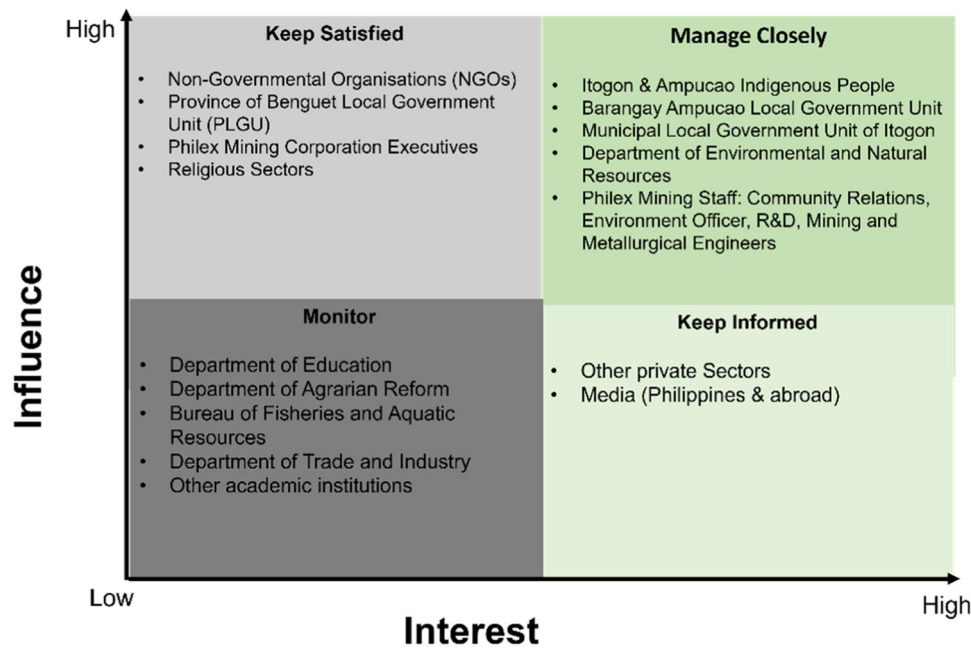 High
Keep Satisfied
• Non-Governmental Organisations (NGOs)
• Province of Benguet Local Government
Unit (PLGU)
• Philex Mining Corporation Executives
• Religious Sectors
Manage Closely
• Itogon & Ampucao Indigenous People
• Barangay Ampucao Local Government Unit
• Municipal Local Government Unit of Itogon
• Department of Environmental and Natural
Resources
• Philex Mining Staff: Community Relations,
Environment Officer, R&D, Mining and
Metallurgical Engineers
Influence
Monitor
• Department of Education
• Department of Agrarian Reform
• Bureau of Fisheries and Aquatic
Resources
• Department of Trade and Industry
• Other academic institutions
Keep Informed
• Other private Sectors
• Media (Philippines & abroad)
Low
High
Interest